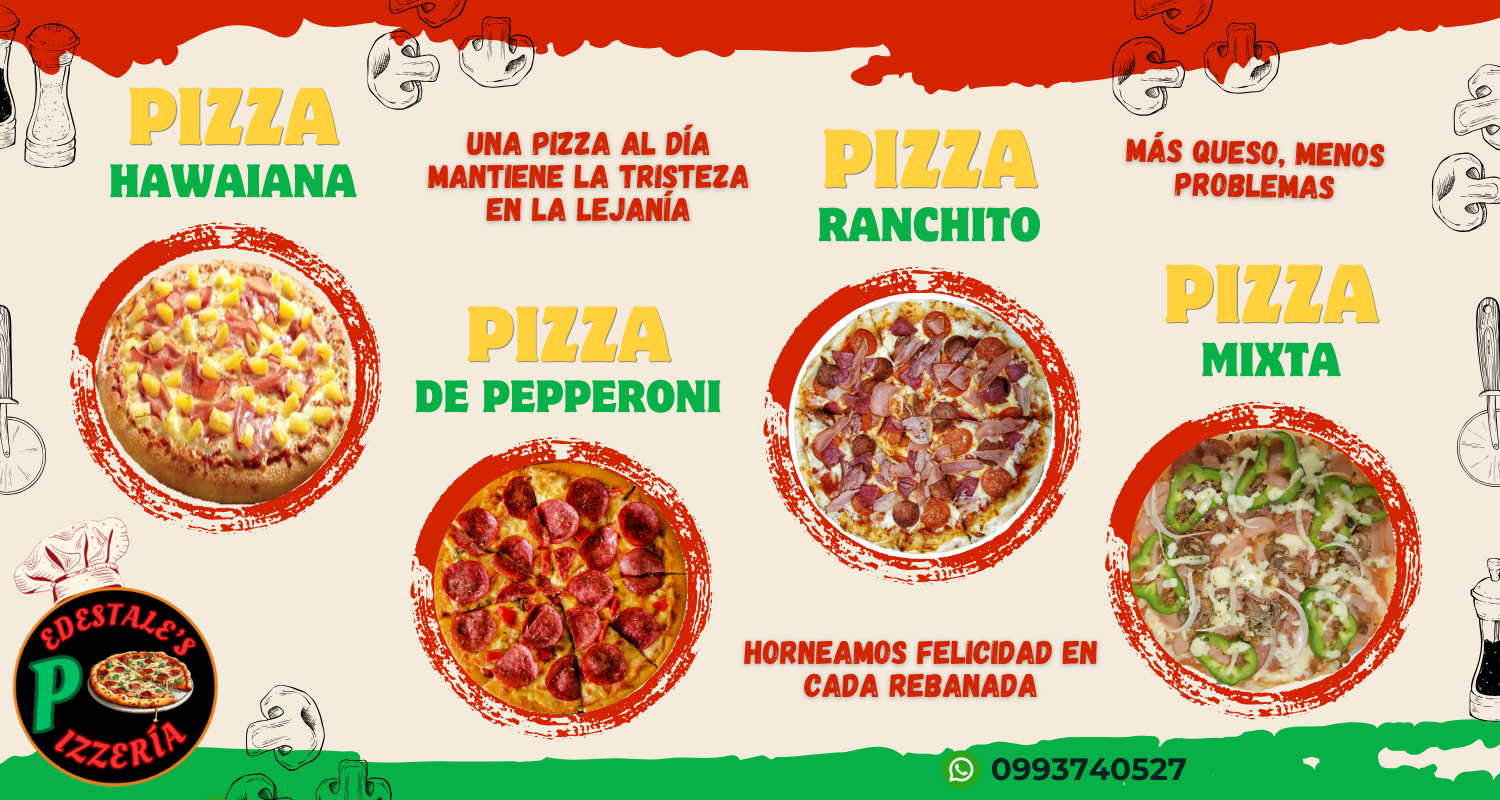 PIZZA
HAWAIANA
UNA PIZZA AL DÍA
MANTIENE LA TRISTEZA
EN LA LEJANÍA
PIZZA
DE PEPPERONI
PIZZA
RANCHITO
MÁS QUESO, MENOS
PROBLEMAS
PIZZA
MIXTA
HORNEAMOS FELICIDAD EN
CADA REBANADA
EDESTALE'S
P
IZZERÍA
0993740527